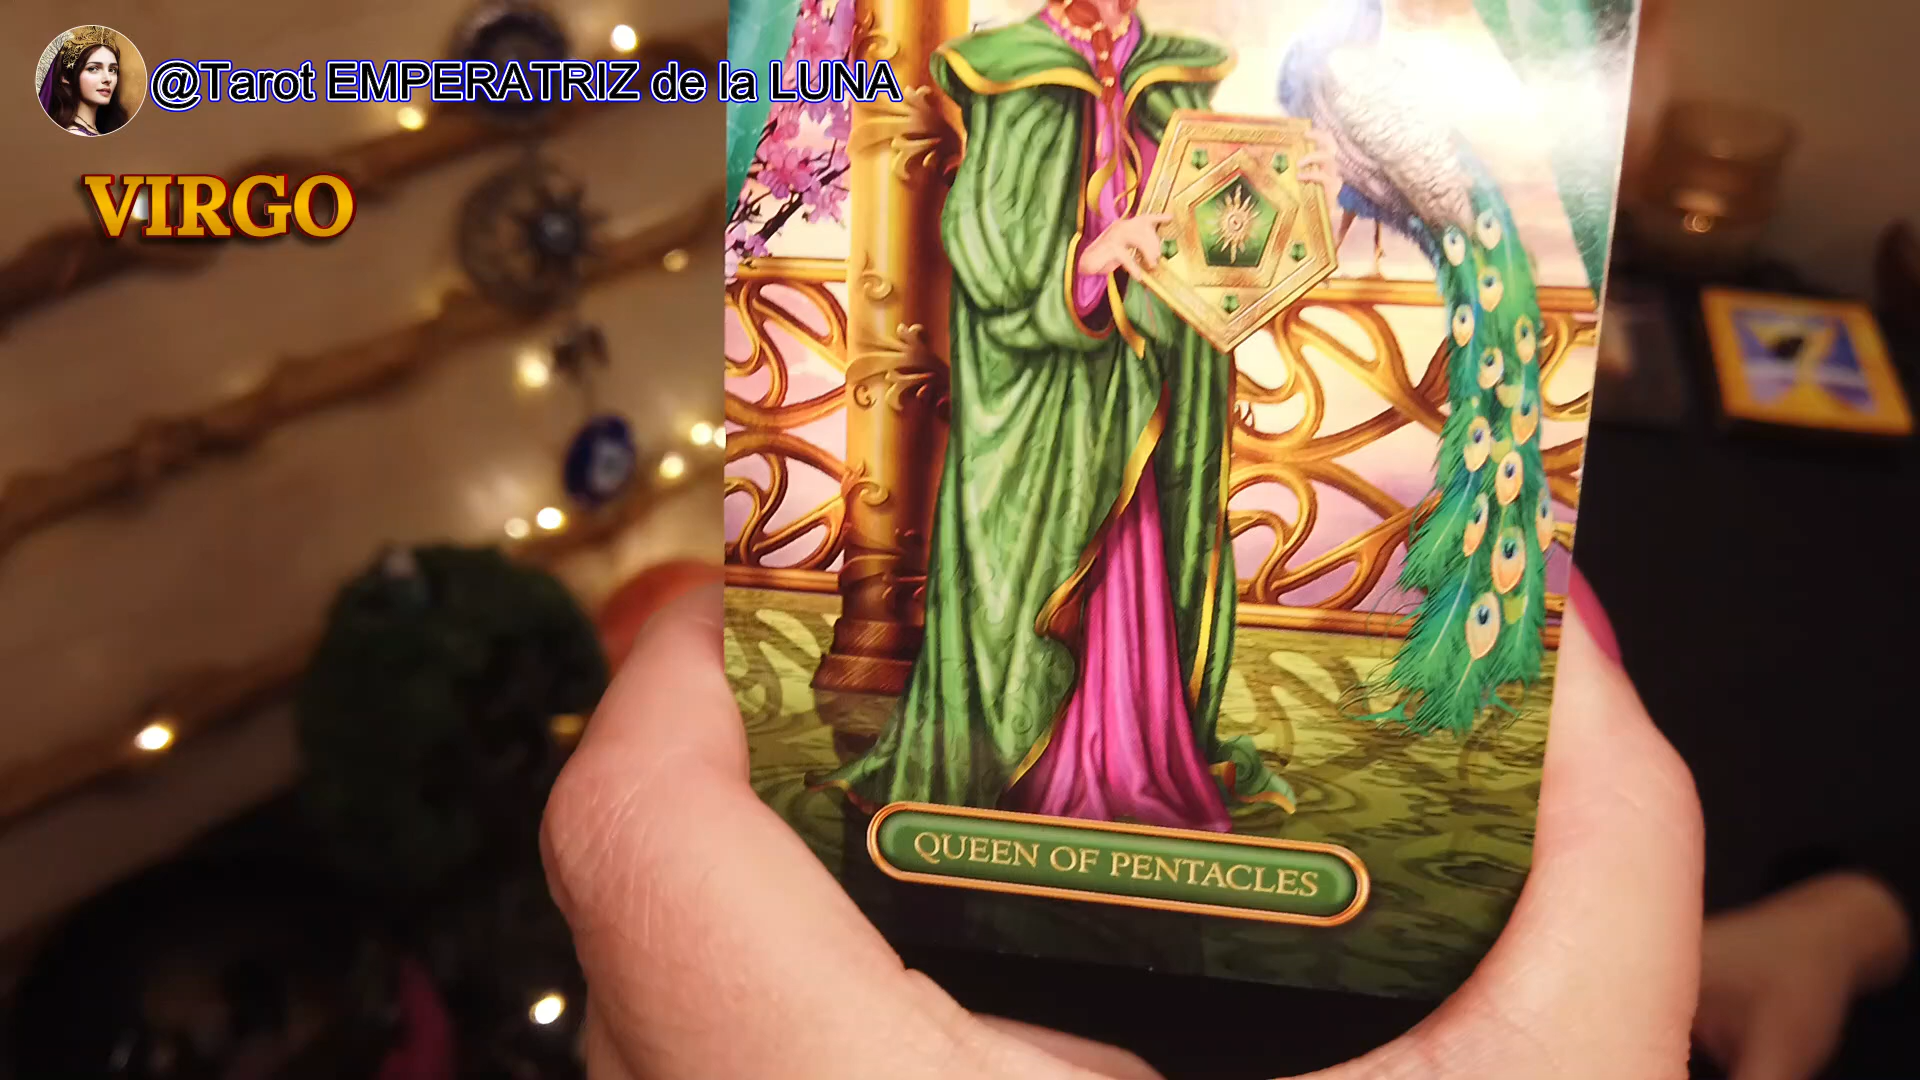 @Tarot EMPERATRIZ de la LUNA
VIRGO
QUEEN OF PENTACLES